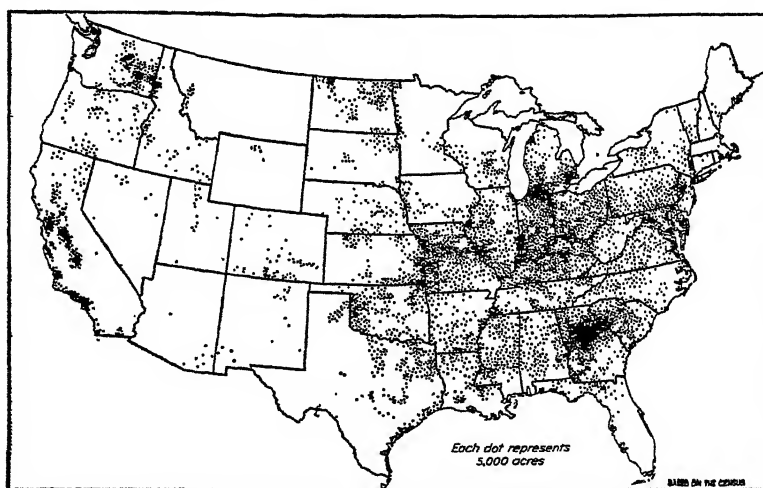 Each dot represents
5,000 acres
BASED ON THE CENSUS